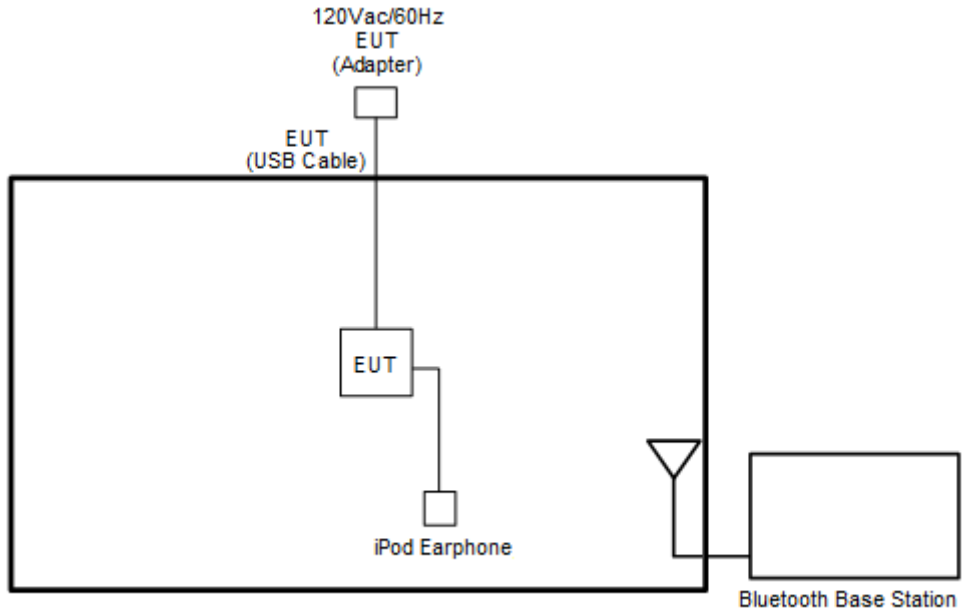 120Vac/60Hz
EUT
(Adapter)
EUT
(USB Cable)
EUT
iPod Earphone
Bluetooth Base Station